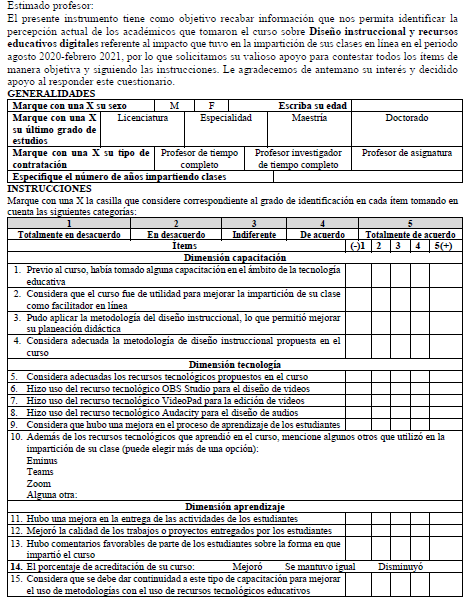 Estimado profesor:
El presente instrumento tiene como objetivo recabar información que nos permita identificar la
percepción actual de los académicos que tomaron el curso sobre Diseño instruccional y recursos
educativos digitales referente al impacto que tuvo en la impartición de sus clases en línea en el periodo
agosto 2020-febrero 2021, por lo que solicitamos su valioso apoyo para contestar todos los ítems de
manera objetiva y siguiendo las instrucciones. Le agradecemos de antemano su interés y decidido
apoyo al responder este cuestionario.
GENERALIDADES
Marque con una X su sexo M F Escriba su edad
Marque con una X su último grado de estudios Licenciatura Especialidad Maestría Doctorado
Marque con una X su tipo de contratación Profesor de tiempo completo Profesor investigador de tiempo completo Profesor de asignatura
Especifique el número de años impartiendo clases
INSTRUCCIONES
Marque con una X la casilla que considere correspondiente al grado de identificación en cada ítem tomando en
cuenta las siguientes categorías:
1 2 3 4 5
Totalmente en desacuerdo En desacuerdo Indiferente De acuerdo Totalmente de acuerdo
Ítems (-)1 2 3 4 5(+)
Dimensión capacitación
1. Previo al curso, había tomado alguna capacitación en el ámbito de la tecnología
educativa
2. Considera que el curso fue de utilidad para mejorar la impartición de su clase
como facilitador en línea
3. Pudo aplicar la metodología del diseño instruccional, lo que permitió mejorar
su planeación didáctica
4. Considera adecuada la metodología de diseño instruccional propuesta en el
curso
Dimensión tecnología
5. Considera adecuadas los recursos tecnológicos propuestos en el curso
6. Hizo uso del recurso tecnológico OBS Studio para el diseño de videos
7. Hizo uso del recurso tecnológico VideoPad para la edición de videos
8. Hizo uso del recurso tecnológico Audacity para el diseño de audios
9. Considera que hubo una mejora en el proceso de aprendizaje de los estudiantes
10. Además de los recursos tecnológicos que aprendió en el curso, mencione algunos otros que utilizó en la
impartición de su clase (puede elegir más de una opción):
Eminus
Teams
Zoom
Alguna otra:
Dimensión aprendizaje
11. Hubo una mejora en la entrega de las actividades de los estudiantes
12. Mejoró la calidad de los trabajos o proyectos entregados por los estudiantes
13. Hubo comentarios favorables de parte de los estudiantes sobre la forma en que
impartió el curso
14. El porcentaje de acreditación de su curso: Mejoró Se mantuvo igual Disminuyó
15. Considera que se debe dar continuidad a este tipo de capacitación para mejorar
el uso de metodologías con el uso de recursos tecnológicos educativos